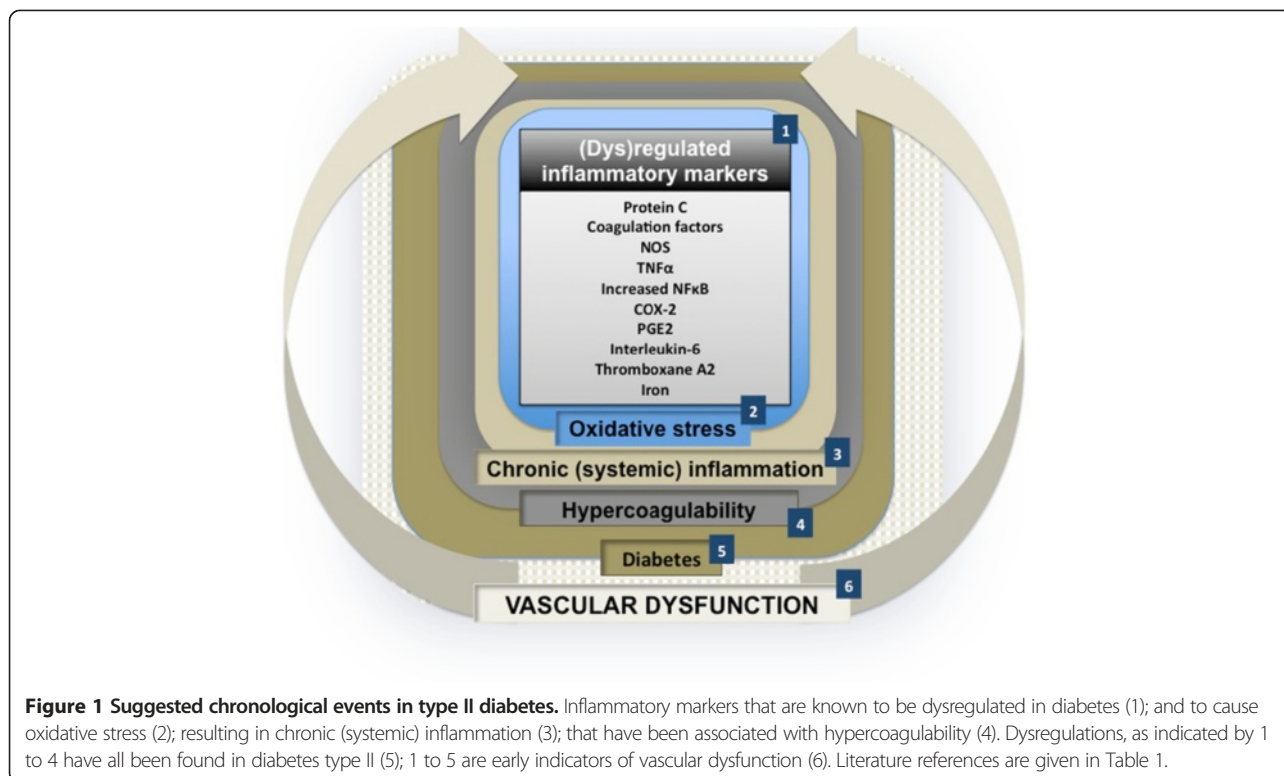 1
(Dys)regulated
inflammatory markers
Protein C
Coagulation factors
NOS
TNFα
Increased NFκB
COX-2
PGE2
Interleukin-6
Thromboxane A2
Iron
2
Oxidative stress
3
Chronic (systemic) inflammation
Hypercoagulability
4
Diabetes
5
6
VASCULAR DYSFUNCTION
Figure 1 Suggested chronological events in type II diabetes. Inflammatory markers that are known to be dysregulated in diabetes (1); and to cause
oxidative stress (2); resulting in chronic (systemic) inflammation (3); that have been associated with hypercoagulability (4). Dysregulations, as indicated by 1
to 4 have all been found in diabetes type II (5); 1 to 5 are early indicators of vascular dysfunction (6). Literature references are given in Table 1.